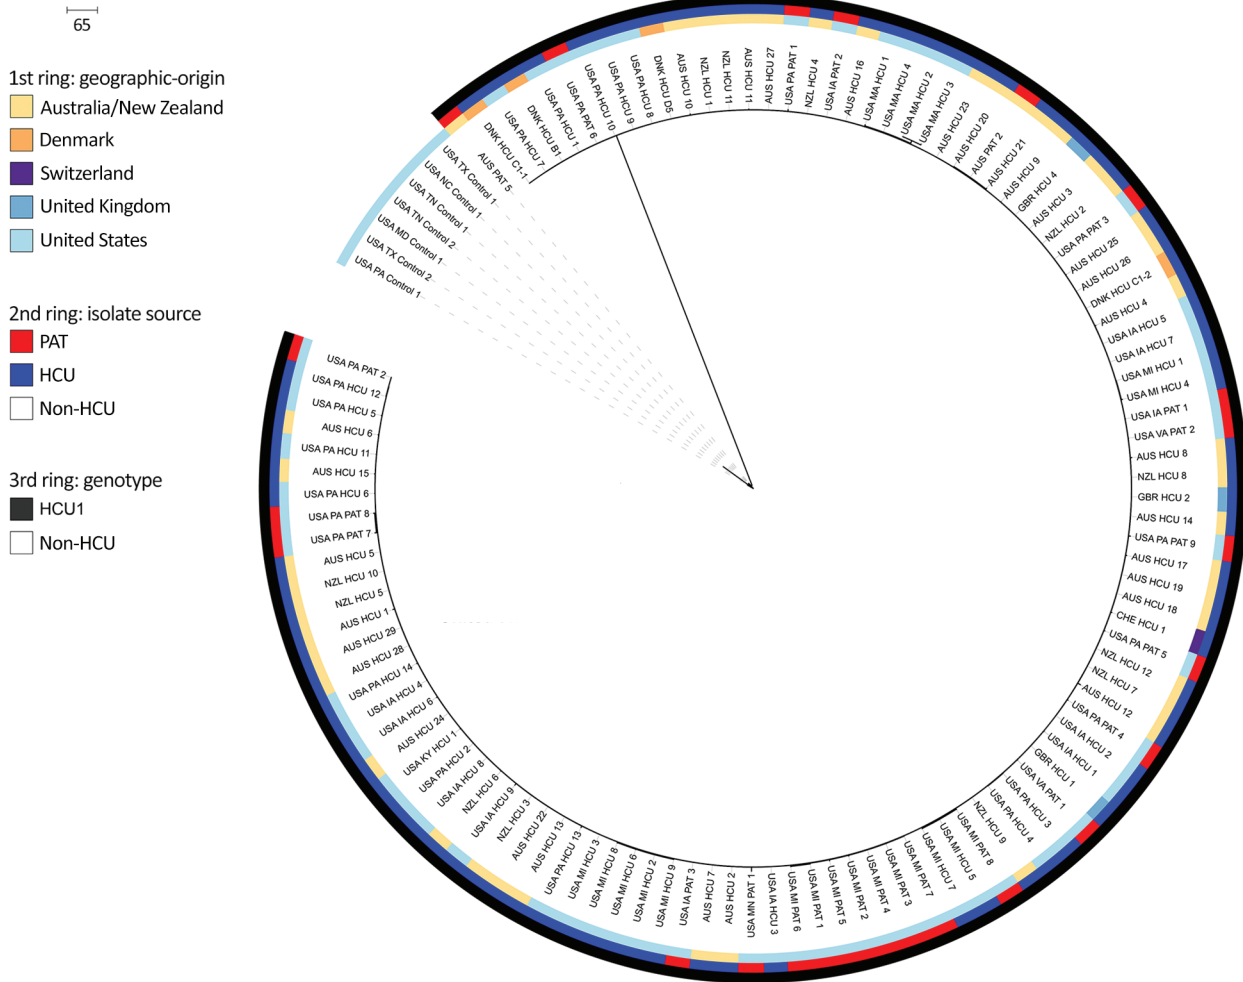 65
1st ring: geographic-origin
Australia/New Zealand
Denmark
Switzerland
United Kingdom
United States
2nd ring: isolate source
PAT
HCU
Non-HCU
3rd ring: genotype
HCU1
Non-HCU
USA PA Control 1
USA TX Control 2
USA MD Control 1
USA TN Control 2
USA TN Control 1
USA NC Control 1
USA TX Control 1
AUS PAT 5
DNK HCU C1-1
USA PA HCU 7
DNK HCU B1
USA PA HCU 1
USA PA PAT 6
USA PA HCU 10
USA PA HCU 9
USA PA HCU 8
DNK HCU D5
AUS HCU 10
NZL HCU 1
NZL HCU 11
AUS HCU 11
AUS HCU 27
USA PA PAT 1
NZL HCU 4
USA IA PAT 2
AUS HCU 16
USA MA HCU 1
USA MA HCU 4
USA MA HCU 2
USA MA HCU 3
AUS HCU 23
AUS HCU 20
AUS PAT 2
AUS HCU 21
AUS HCU 9
GBR HCU 4
AUS HCU 3
NZL HCU 2
USA PA PAT 3
AUS HCU 25
AUS HCU 26
DNK HCU C1-2
AUS HCU 4
USA IA HCU 5
USA IA HCU 7
USA MI HCU 1
USA MI HCU 4
USA IA PAT 1
USA VA PAT 2
AUS HCU 8
NZL HCU 8
GBR HCU 2
AUS HCU 14
USA PA PAT 9
AUS HCU 17
AUS HCU 19
AUS HCU 18
CHE HCU 1
USA PA PAT 5
NZL HCU 12
NZL HCU 7
AUS HCU 12
USA PA PAT 4
USA IA HCU 2
USA IA HCU 1
GBR HCU 1
USA VA PAT 1
USA PA HCU 3
USA PA HCU 4
NZL HCU 9
USA MI PAT 8
USA MI HCU 5
USA MI HCU 7
USA MI PAT 7
USA MI PAT 3
USA MI PAT 4
USA MI PAT 2
USA MI PAT 5
USA MI PAT 1
USA MI PAT 6
USA IA HCU 3
USA MN PAT 1
AUS HCU 2
AUS HCU 7
USA IA PAT 3
USA MI HCU 9
USA MI HCU 2
USA MI HCU 6
USA MI HCU 8
USA MI HCU 3
USA PA HCU 13
AUS HCU 13
AUS HCU 22
NZL HCU 3
USA IA HCU 9
NZL HCU 6
USA IA HCU 8
USA PA HCU 2
USA KY HCU 1
AUS HCU 24
USA IA HCU 6
USA IA HCU 4
USA PA HCU 14
AUS HCU 28
AUS HCU 29
AUS HCU 1
NZL HCU 5
NZL HCU 10
AUS HCU 5
USA PA PAT 7
USA PA PAT 8
USA PA HCU 6
AUS HCU 15
USA PA HCU 11
AUS HCU 6
USA PA HCU 5
USA PA HCU 12
USA PA PAT 2